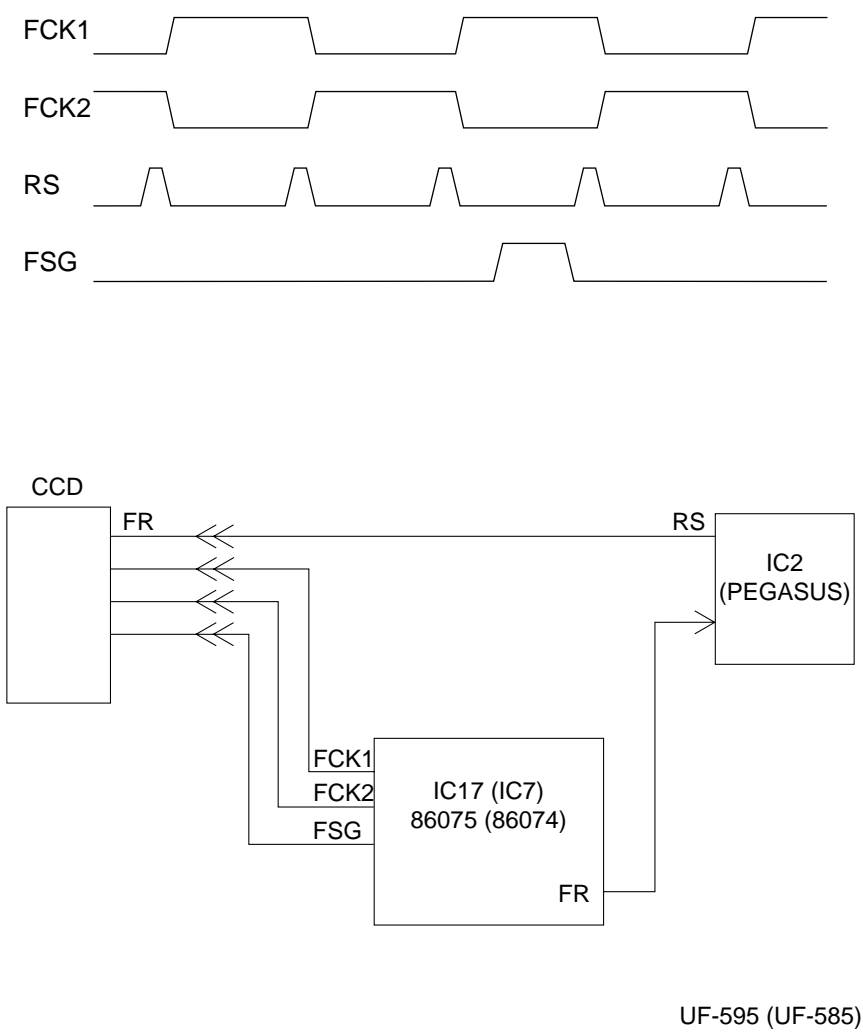 FCK1
FCK2
RS
FSG
CCD
FR
RS
IC2
(PEGASUS)
FCK1
FCK2
FSG
IC17 (IC7)
86075 (86074)
FR
UF-595 (UF-585)